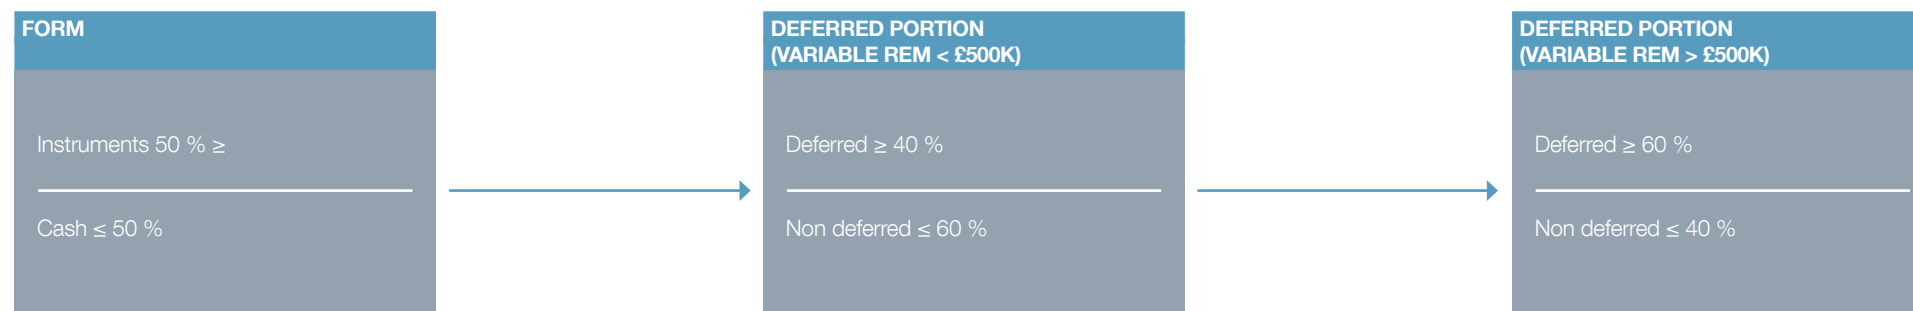 FORM
Instruments 50 % ≥
Cash ≤ 50 %
DEFERRED PORTION
(VARIABLE REM < £500K)
Deferred ≥ 40 %
Non deferred ≤ 60 %
DEFERRED PORTION
(VARIABLE REM > £500K)
Deferred ≥ 60 %
Non deferred ≤ 40 %